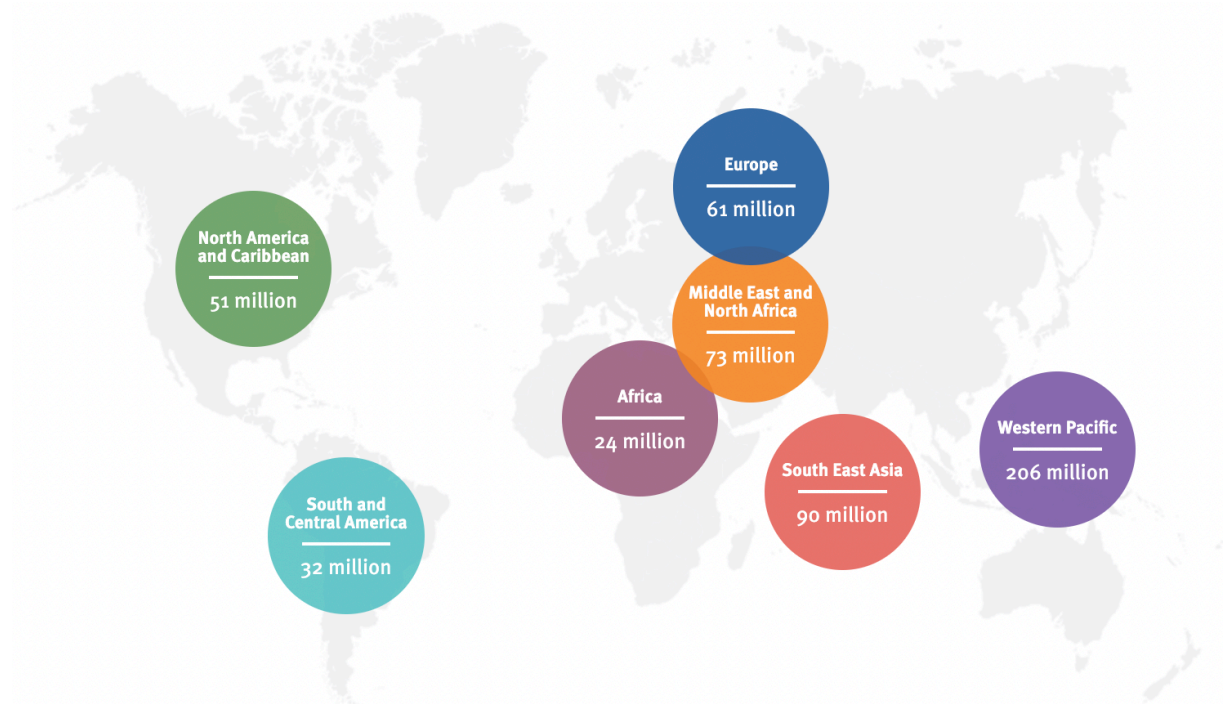 Europe
61 million
North America
and Caribbean
51 million
Middle East and
North Africa
73 million
Africa
24 million
Western Pacific
206 million
South East Asia
90 million
South and
Central America
32 million